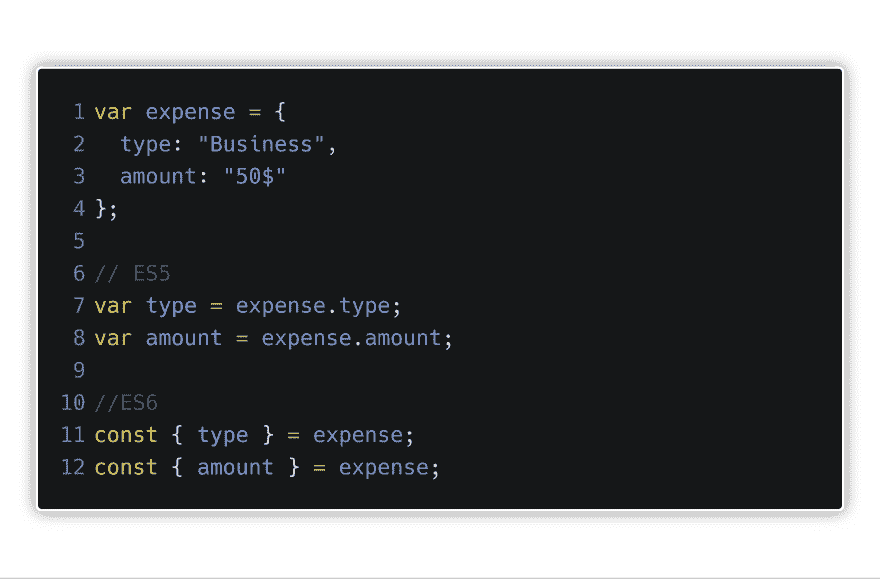 1 var expense = {
2   type: "Business",
3   amount: "50$"
4 };
5
6 // ES5
7 var type = expense.type;
8 var amount = expense.amount;
9
10 //ES6
11 const { type } = expense;
12 const { amount } = expense;